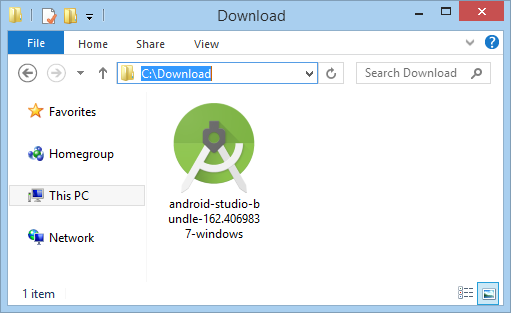 Download
File
Home
Share
View
C:\Download
Search Download
Favorites
Homegroup
This PC
Network
android-studio-b
undle-162.406983
7-windows
1 item